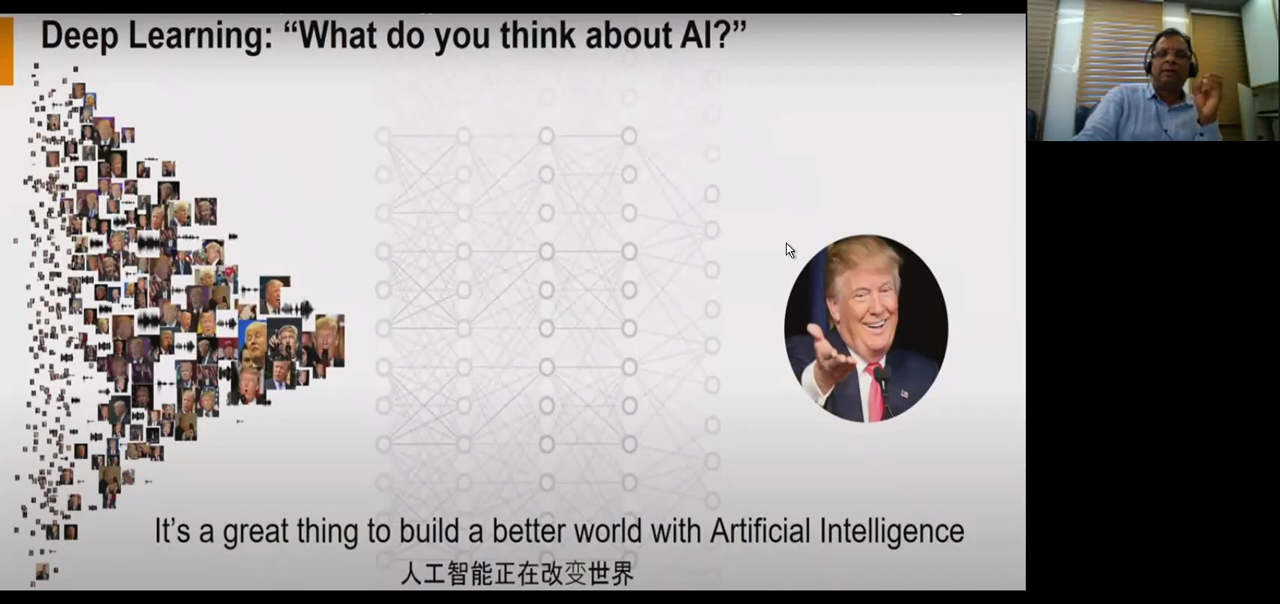 Deep Learning: “What do you think about AI?”
It’s a great thing to build a better world with Artificial Intelligence
人工智能正在改变世界